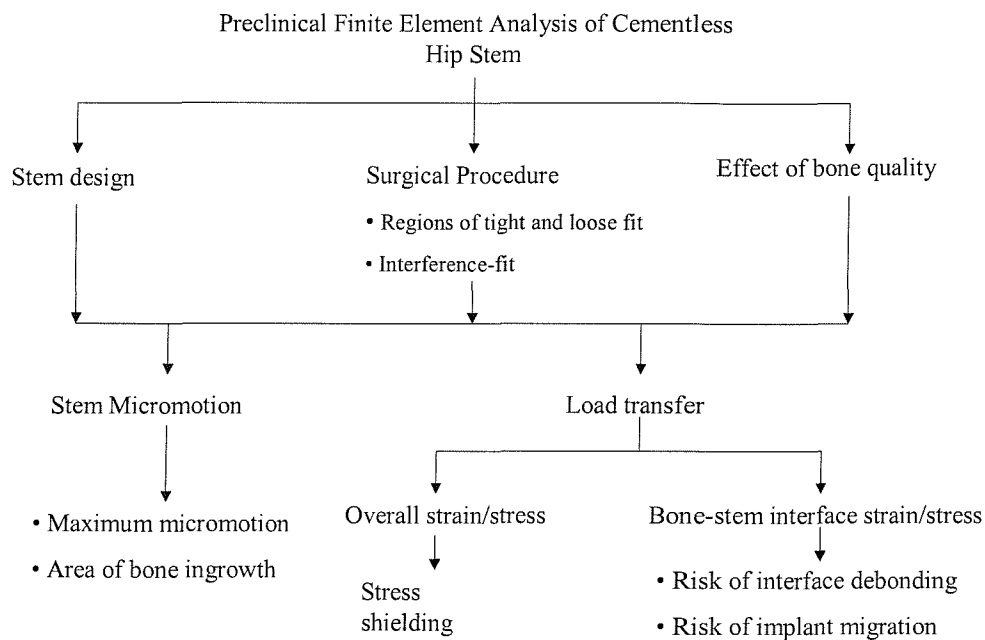 Preclinical Finite Element Analysis of Cementless
Hip Stem
Stem design
Surgical Procedure
• Regions of tight and loose fit
• Interference-fit
Effect of bone quality
Stem Micromotion
Load transfer
• Maximum micromotion
• Area of bone ingrowth
Overall strain/stress
Stress
shielding
Bone-stem interface strain/stress
• Risk of interface debonding
• Risk of implant migration